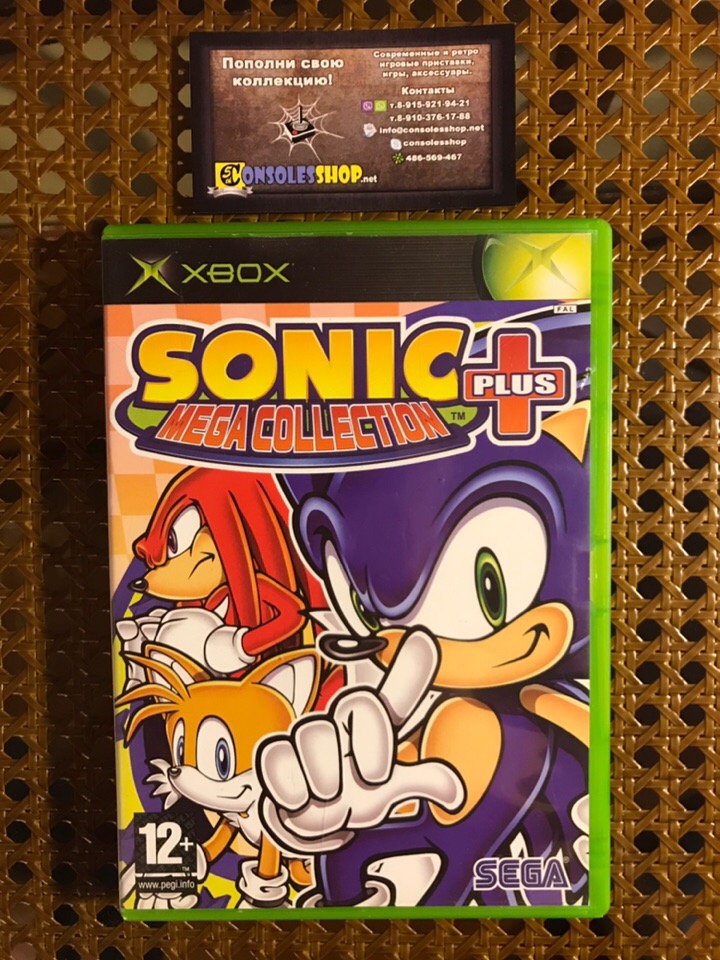 Пополни свою
коллекцию!
Современные и ретро
игровые приставки,
игры, аксессуары.
Контакты
т.8-915-921-94-21
т.8-910-376-17-88
info@consolesshop.net
consolesshop
486-569-467
CONSOLESSHOP.net
XBOX
PAL
SONIC
PLUS
MEGA COLLECTION™
12+
™
www.pegi.info
SEGA®